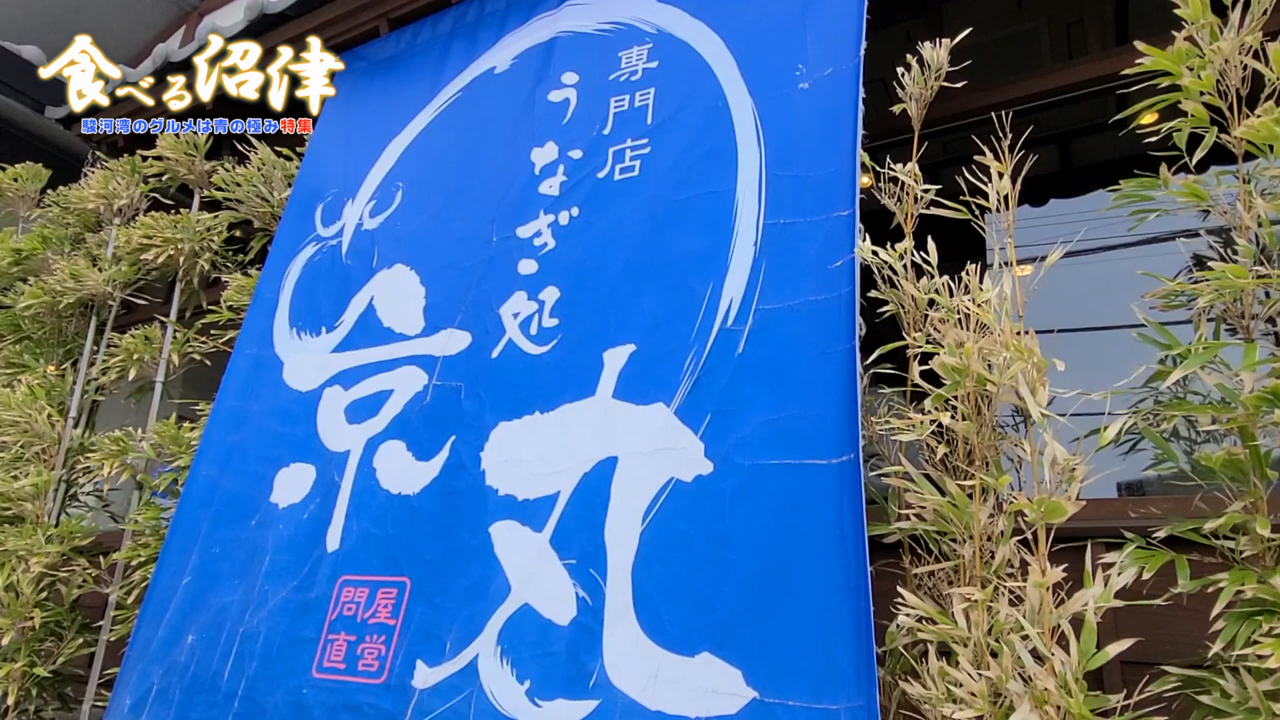 食べる沼津
駿河湾のグルメは青の極み特集
専門店
うなぎ処
京丸
問屋
直営